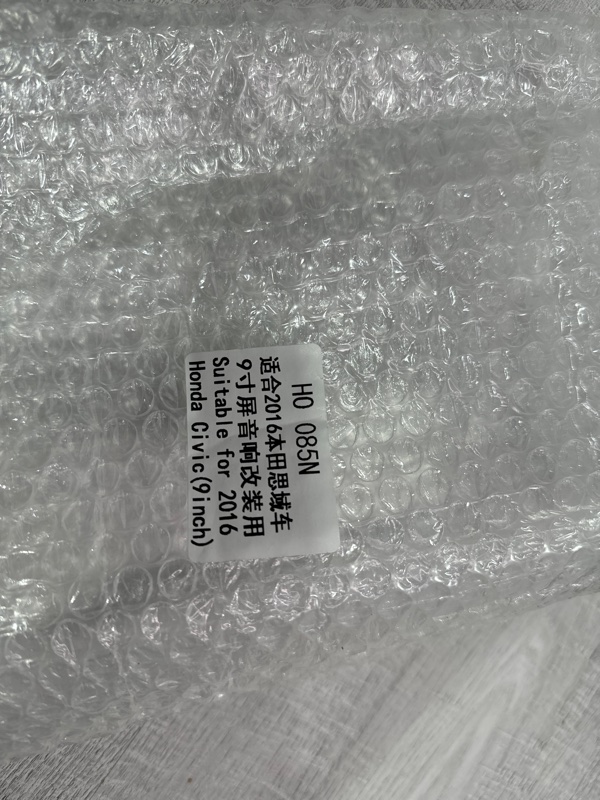 HO 085N
适合2016本田思域车
9寸屏音响改装用
Suitable for 2016
Honda Civic(9inch)